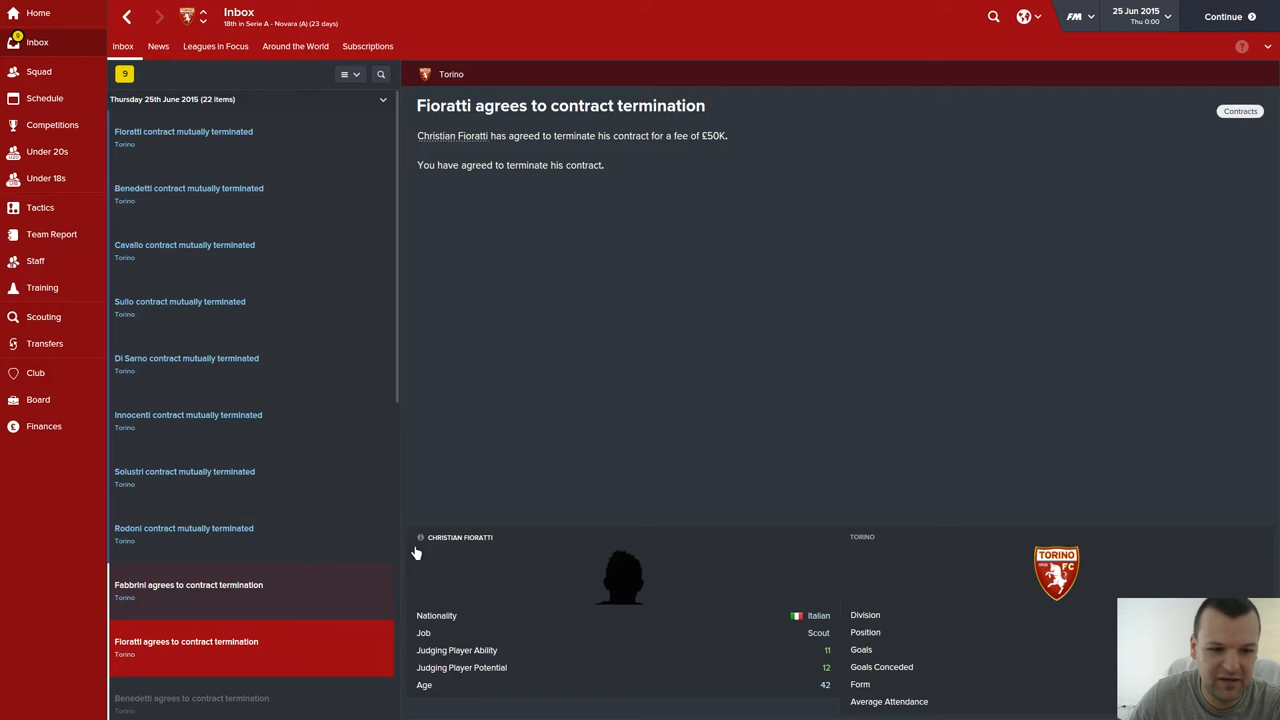 Home
Inbox
18th in Serie A - Novara (A) (23 days)
FM
25 Jun 2015
Thu 0:00
Continue
9
Inbox
Inbox
News
Leagues in Focus
Around the World
Subscriptions
?
Squad
Schedule
Competitions
Under 20s
Under 18s
Tactics
Team Report
Staff
Training
Scouting
Transfers
Club
Board
Finances
9
Thursday 25th June 2015 (22 items)
Fioratti contract mutually terminated
Torino
Benedetti contract mutually terminated
Torino
Cavallo contract mutually terminated
Torino
Sullo contract mutually terminated
Torino
Di Sarno contract mutually terminated
Torino
Innocenti contract mutually terminated
Torino
Solustri contract mutually terminated
Torino
Rodoni contract mutually terminated
Torino
Fabbrini agrees to contract termination
Torino
Fioratti agrees to contract termination
Torino
Benedetti agrees to contract termination
Torino
Torino
Fioratti agrees to contract termination
Contracts
Christian Fioratti has agreed to terminate his contract for a fee of £50K.
You have agreed to terminate his contract.
CHRISTIAN FIORATTI
Nationality
Italian
Job
Scout
Judging Player Ability
11
Judging Player Potential
12
Age
42
TORINO
TORINO
FC
1906
Division
Position
Goals
Goals Conceded
Form
Average Attendance